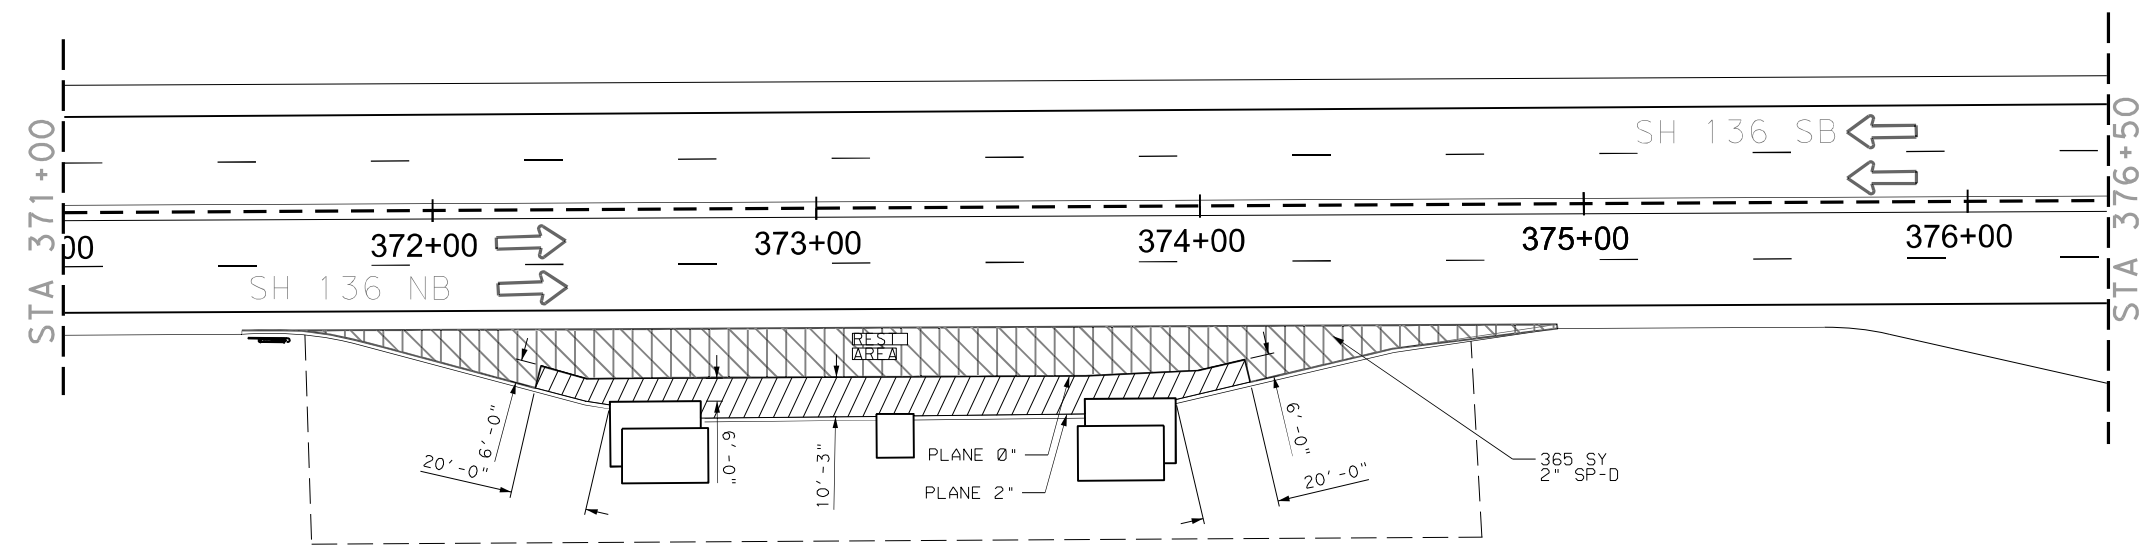 SH 136 SB
STA 371+00
STA 376+50
00
372+00
373+00
374+00
375+00
376+00
SH 136 NB
REST
AREA
6'-0"
20'-0"
6'-0"
10'-3"
PLANE 0"
PLANE 2"
6'-0"
20'-0"
365 SY
2" SP-D